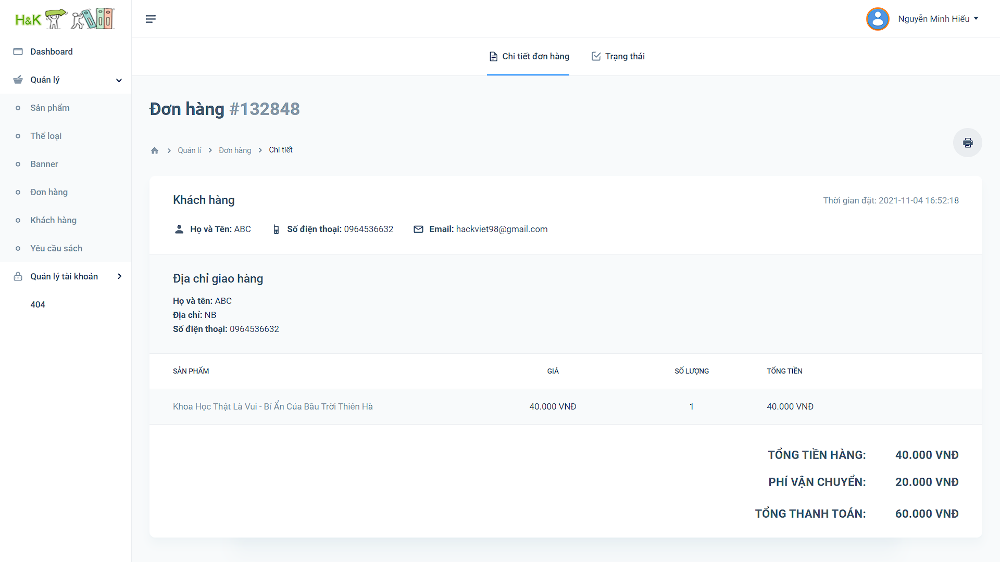 H&K
Nguyễn Minh Hiếu
Dashboard
Quản lý
Sản phẩm
Thể loại
Banner
Đơn hàng
Khách hàng
Yêu cầu sách
Quản lý tài khoản
404
Chi tiết đơn hàng
Trạng thái
Đơn hàng #132848
Quản lí
Đơn hàng
Chi tiết
Khách hàng
Thời gian đặt: 2021-11-04 16:52:18
Họ và Tên: ABC
Số điện thoại: 0964536632
Email: hackviet98@gmail.com
Địa chỉ giao hàng
Họ và tên: ABC
Địa chỉ: NB
Số điện thoại: 0964536632
SẢN PHẨM GIÁ SỐ LƯỢNG TỔNG TIỀN
Khoa Học Thật Là Vui - Bí Ẩn Của Bầu Trời Thiên Hà 40.000 VNĐ 1 40.000 VNĐ
TỔNG TIỀN HÀNG: 40.000 VNĐ
PHÍ VẬN CHUYỂN: 20.000 VNĐ
TỔNG THANH TOÁN: 60.000 VNĐ